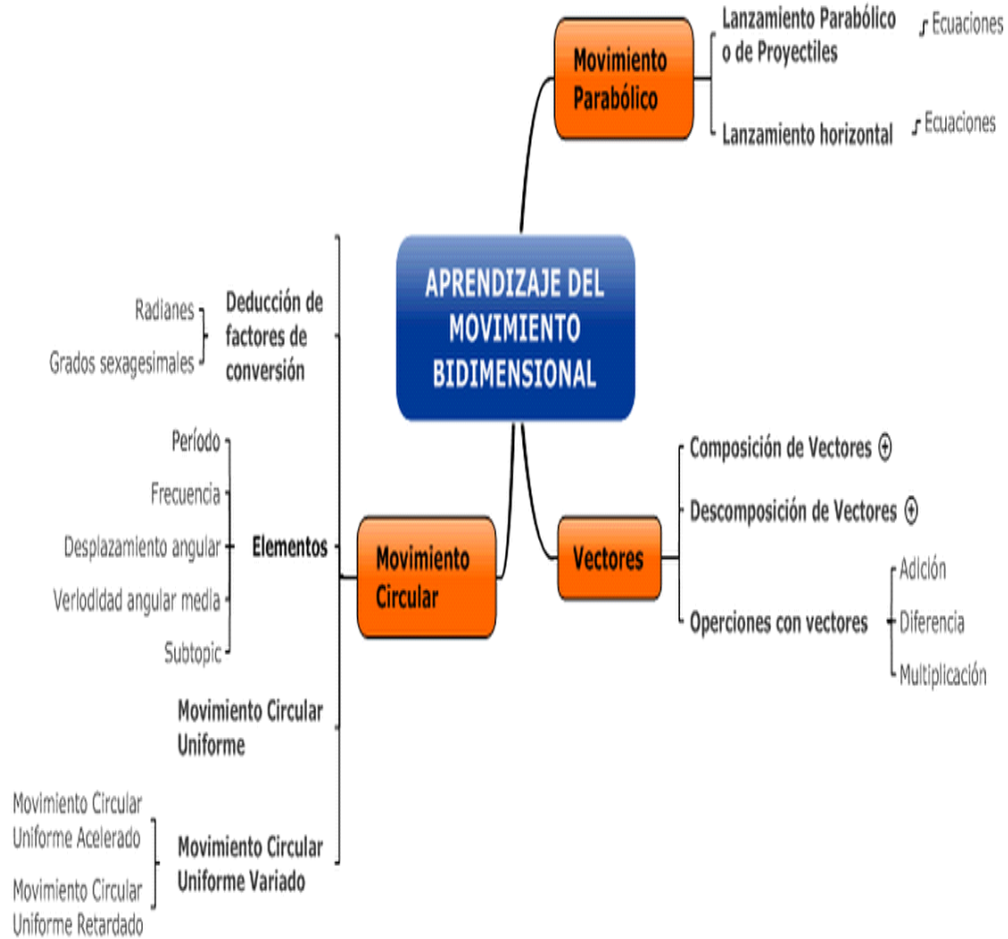 Movimiento
Parabólico
Lanzamiento Parabólico
o de Proyectiles
Ecuaciones
Lanzamiento horizontal
Ecuaciones
APRENDIZAJE DEL
MOVIMIENTO
BIDIMENSIONAL
Deducción de
factores de
conversión
Radianes
Grados sexagesimales
Período
Frecuencia
Desplazamiento angular
Verlodidad angular media
Subtopic
Elementos
Movimiento
Circular
Movimiento Circular
Uniforme
Movimiento Circular
Uniforme Variado
Movimiento Circular
Uniforme Acelerado
Movimiento Circular
Uniforme Retardado
Vectores
Composición de Vectores
Descomposición de Vectores
Operciones con vectores
Adición
Diferencia
Multiplicación